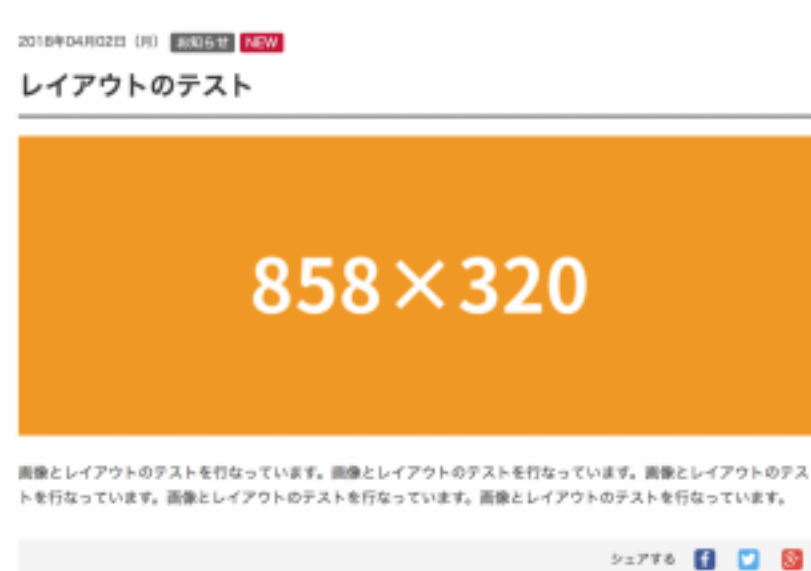 2018年04月02日（月） お知らせ NEW
レイアウトのテスト
858×320
画像とレイアウトのテストを行なっています。画像とレイアウトのテストを行なっています。画像とレイアウトのテス
トを行なっています。画像とレイアウトのテストを行なっています。画像とレイアウトのテストを行なっています。
シェアする